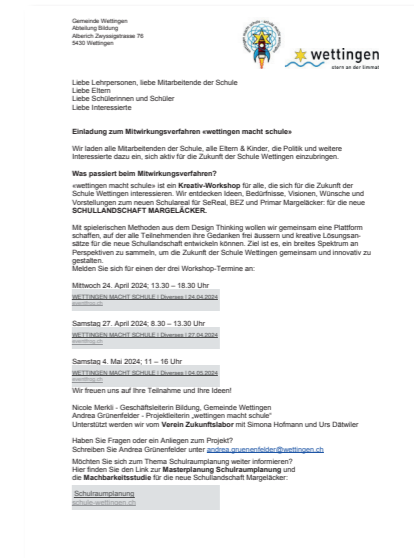 Gemeinde Wettingen
Abteilung Bildung
Alberich Zwyssigstrasse 76
5430 Wettingen
wettingen
stern an der limmat
Liebe Lehrpersonen, liebe Mitarbeitende der Schule
Liebe Eltern
Liebe Schülerinnen und Schüler
Liebe Interessierte
Einladung zum Mitwirkungsverfahren «wettingen macht schule»
Wir laden alle Mitarbeitenden der Schule, alle Eltern & Kinder, die Politik und weitere
Interessierte dazu ein, sich aktiv für die Zukunft der Schule Wettingen einzubringen.
Was passiert beim Mitwirkungsverfahren?
«wettingen macht schule» ist ein Kreativ-Workshop für alle, die sich für die Zukunft der
Schule Wettingen interessieren. Wir entdecken Ideen, Bedürfnisse, Visionen, Wünsche und
Vorstellungen zum neuen Schulareal für SeReal, BEZ und Primar Margeläcker: für die neue
SCHULLANDSCHAFT MARGELÄCKER.
Mit spielerischen Methoden aus dem Design Thinking wollen wir gemeinsam eine Plattform
schaffen, auf der alle Teilnehmenden ihre Gedanken frei äussern und kreative Lösungsan-
sätze für die neue Schullandschaft entwickeln können. Ziel ist es, ein breites Spektrum an
Perspektiven zu sammeln, um die Zukunft der Schule Wettingen gemeinsam und innovativ zu
gestalten.
Melden Sie sich für einen der drei Workshop-Termine an:
Mittwoch 24. April 2024; 13.30 – 18.30 Uhr
WETTINGEN MACHT SCHULE | Diverses | 24.04.2024
eventfrog.ch
Samstag 27. April 2024; 8.30 – 13.30 Uhr
WETTINGEN MACHT SCHULE | Diverses | 27.04.2024
eventfrog.ch
Samstag 4. Mai 2024; 11 – 16 Uhr
WETTINGEN MACHT SCHULE | Diverses | 04.05.2024
eventfrog.ch
Wir freuen uns auf Ihre Teilnahme und Ihre Ideen!
Nicole Merkli - Geschäftsleiterin Bildung, Gemeinde Wettingen
Andrea Grünenfelder - Projektleiterin „wettingen macht schule"
Unterstützt werden wir vom Verein Zukunftslabor mit Simona Hofmann und Urs Dätwiler
Haben Sie Fragen oder ein Anliegen zum Projekt?
Schreiben Sie Andrea Grünenfelder unter andrea.gruenenfelder@wettingen.ch
Möchten Sie sich zum Thema Schulraumplanung weiter informieren?
Hier finden Sie den Link zur Masterplanung Schulraumplanung und
die Machbarkeitsstudie für die neue Schullandschaft Margeläcker:
Schulraumplanung
schule-wettingen.ch